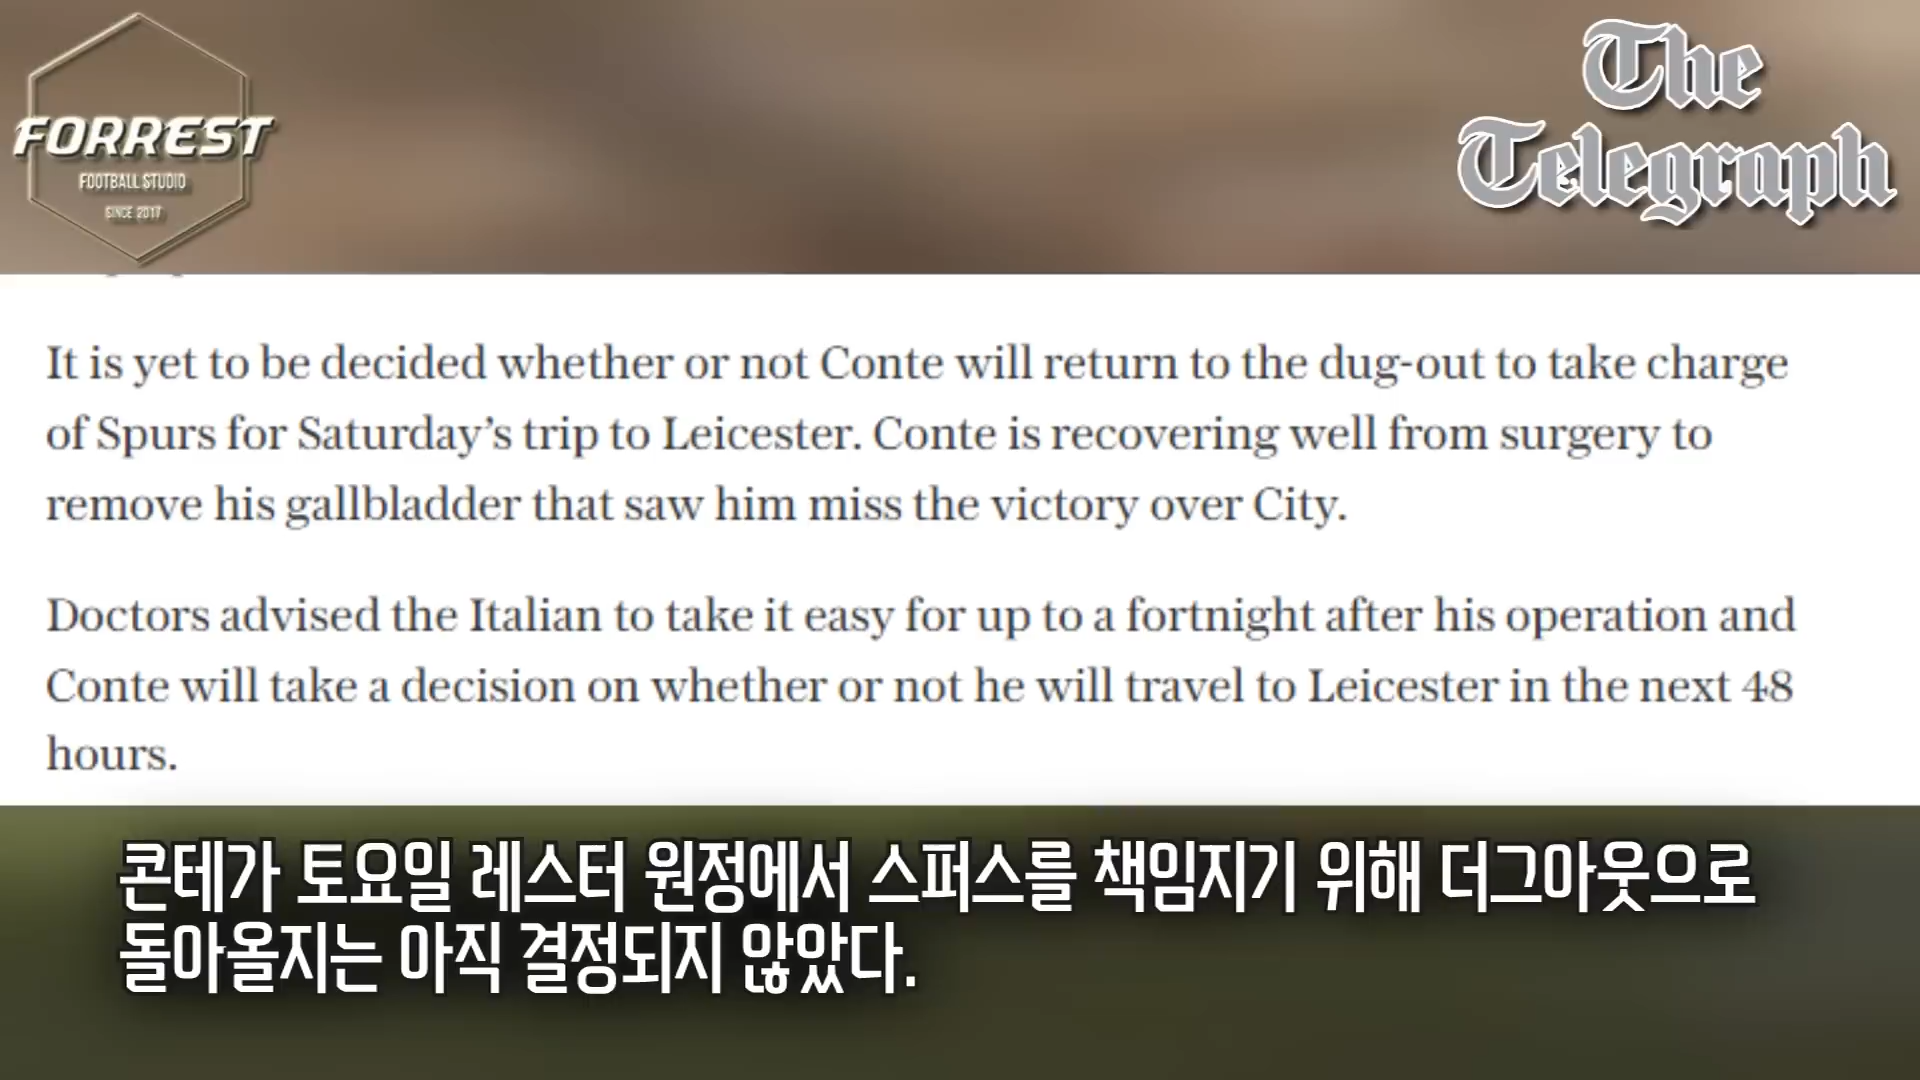 FORREST
FOOTBALL STUDIO
SINCE 2017
The
Telegraph
It is yet to be decided whether or not Conte will return to the dug-out to take charge
of Spurs for Saturday’s trip to Leicester. Conte is recovering well from surgery to
remove his gallbladder that saw him miss the victory over City.
Doctors advised the Italian to take it easy for up to a fortnight after his operation and
Conte will take a decision on whether or not he will travel to Leicester in the next 48
hours.
콘테가 토요일 레스터 원정에서 스퍼스를 책임지기 위해 더그아웃으로
돌아올지는 아직 결정되지 않았다.